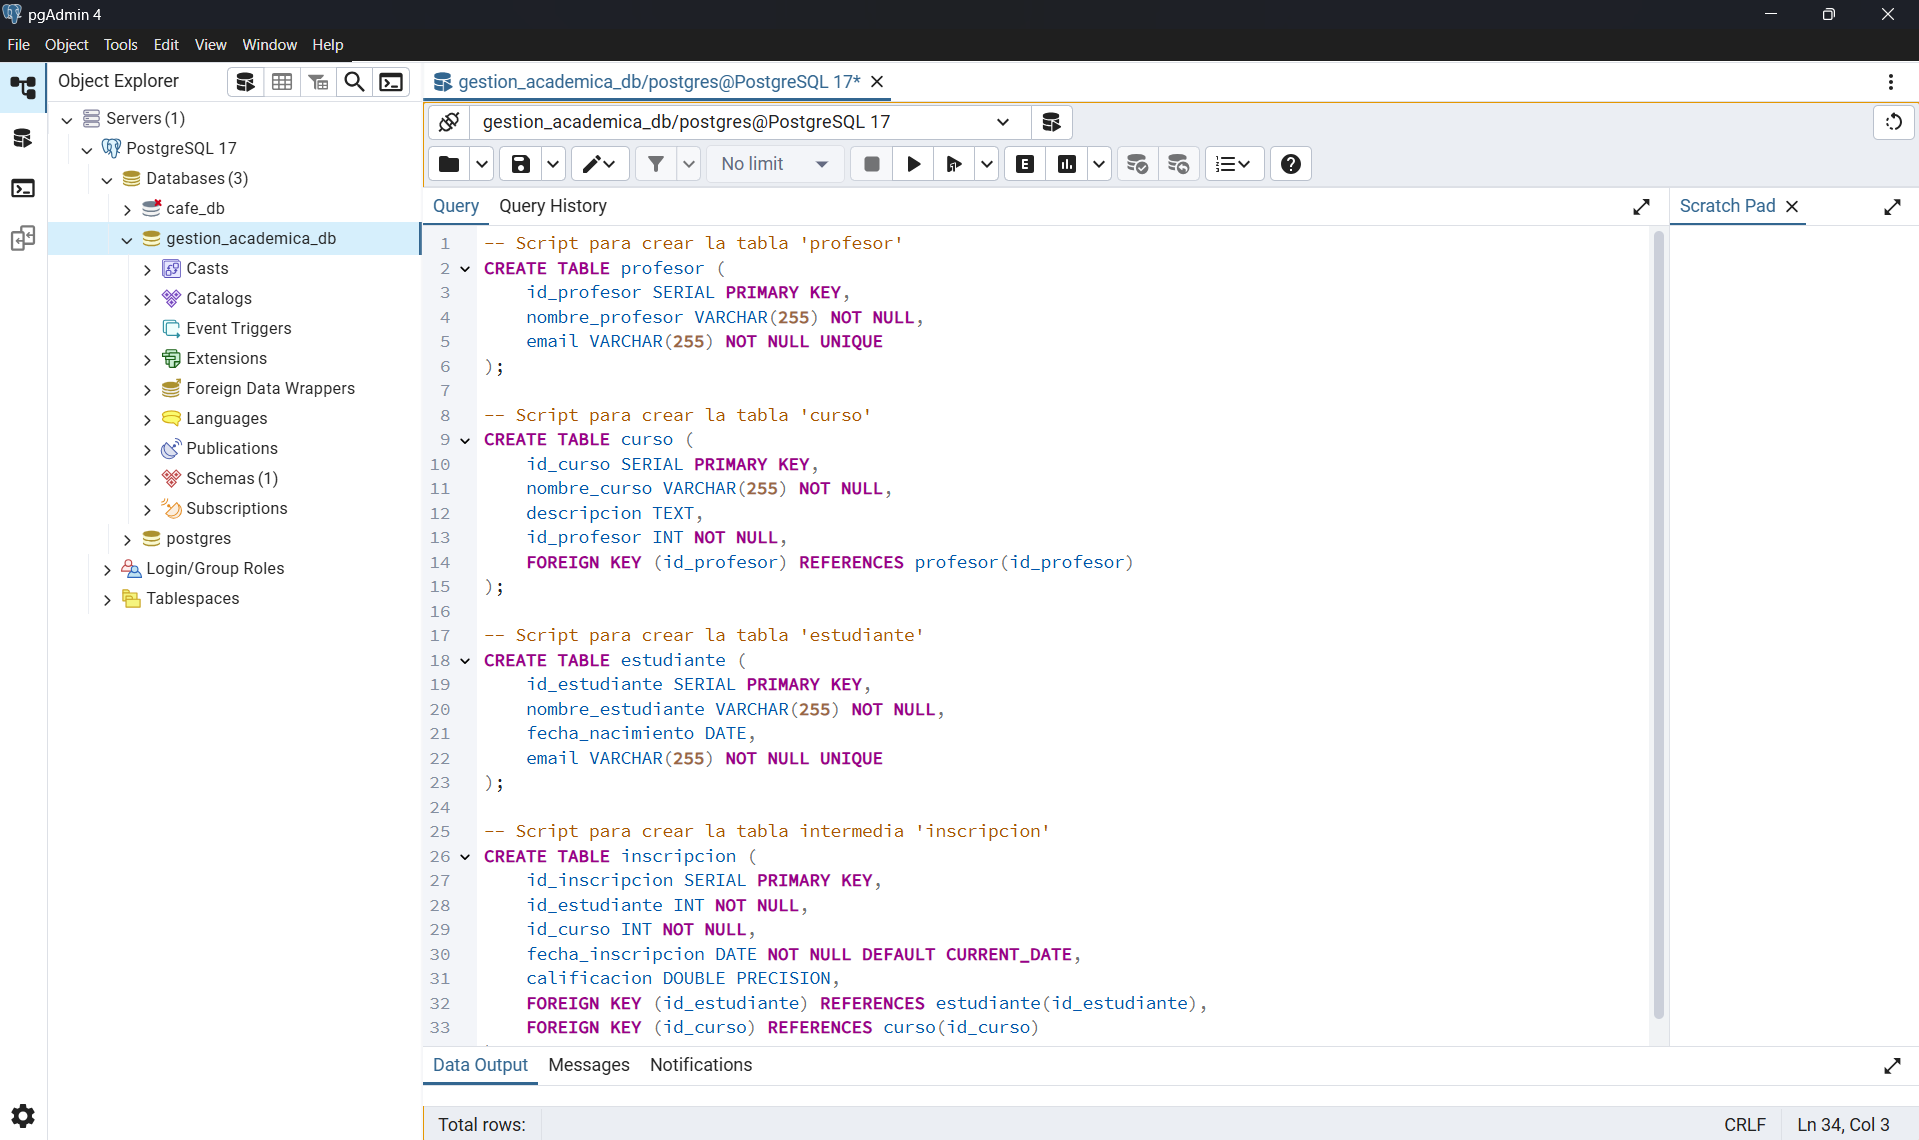 pgAdmin 4
File Object Tools Edit View Window Help
Object Explorer
gestion_academica_db/postgres@PostgreSQL 17*
Servers (1)
PostgreSQL 17
Databases (3)
cafe_db
gestion_academica_db
Casts
Catalogs
Event Triggers
Extensions
Foreign Data Wrappers
Languages
Publications
Schemas (1)
Subscriptions
postgres
Login/Group Roles
Tablespaces
gestion_academica_db/postgres@PostgreSQL 17
No limit
E
Query Query History
Scratch Pad
1 -- Script para crear la tabla 'profesor'
2 CREATE TABLE profesor (
3     id_profesor SERIAL PRIMARY KEY,
4     nombre_profesor VARCHAR(255) NOT NULL,
5     email VARCHAR(255) NOT NULL UNIQUE
6 );
7
8 -- Script para crear la tabla 'curso'
9 CREATE TABLE curso (
10     id_curso SERIAL PRIMARY KEY,
11     nombre_curso VARCHAR(255) NOT NULL,
12     descripcion TEXT,
13     id_profesor INT NOT NULL,
14     FOREIGN KEY (id_profesor) REFERENCES profesor(id_profesor)
15 );
16
17 -- Script para crear la tabla 'estudiante'
18 CREATE TABLE estudiante (
19     id_estudiante SERIAL PRIMARY KEY,
20     nombre_estudiante VARCHAR(255) NOT NULL,
21     fecha_nacimiento DATE,
22     email VARCHAR(255) NOT NULL UNIQUE
23 );
24
25 -- Script para crear la tabla intermedia 'inscripcion'
26 CREATE TABLE inscripcion (
27     id_inscripcion SERIAL PRIMARY KEY,
28     id_estudiante INT NOT NULL,
29     id_curso INT NOT NULL,
30     fecha_inscripcion DATE NOT NULL DEFAULT CURRENT_DATE,
31     calificacion DOUBLE PRECISION,
32     FOREIGN KEY (id_estudiante) REFERENCES estudiante(id_estudiante),
33     FOREIGN KEY (id_curso) REFERENCES curso(id_curso)
Data Output Messages Notifications
Total rows:
CRLF Ln 34, Col 3